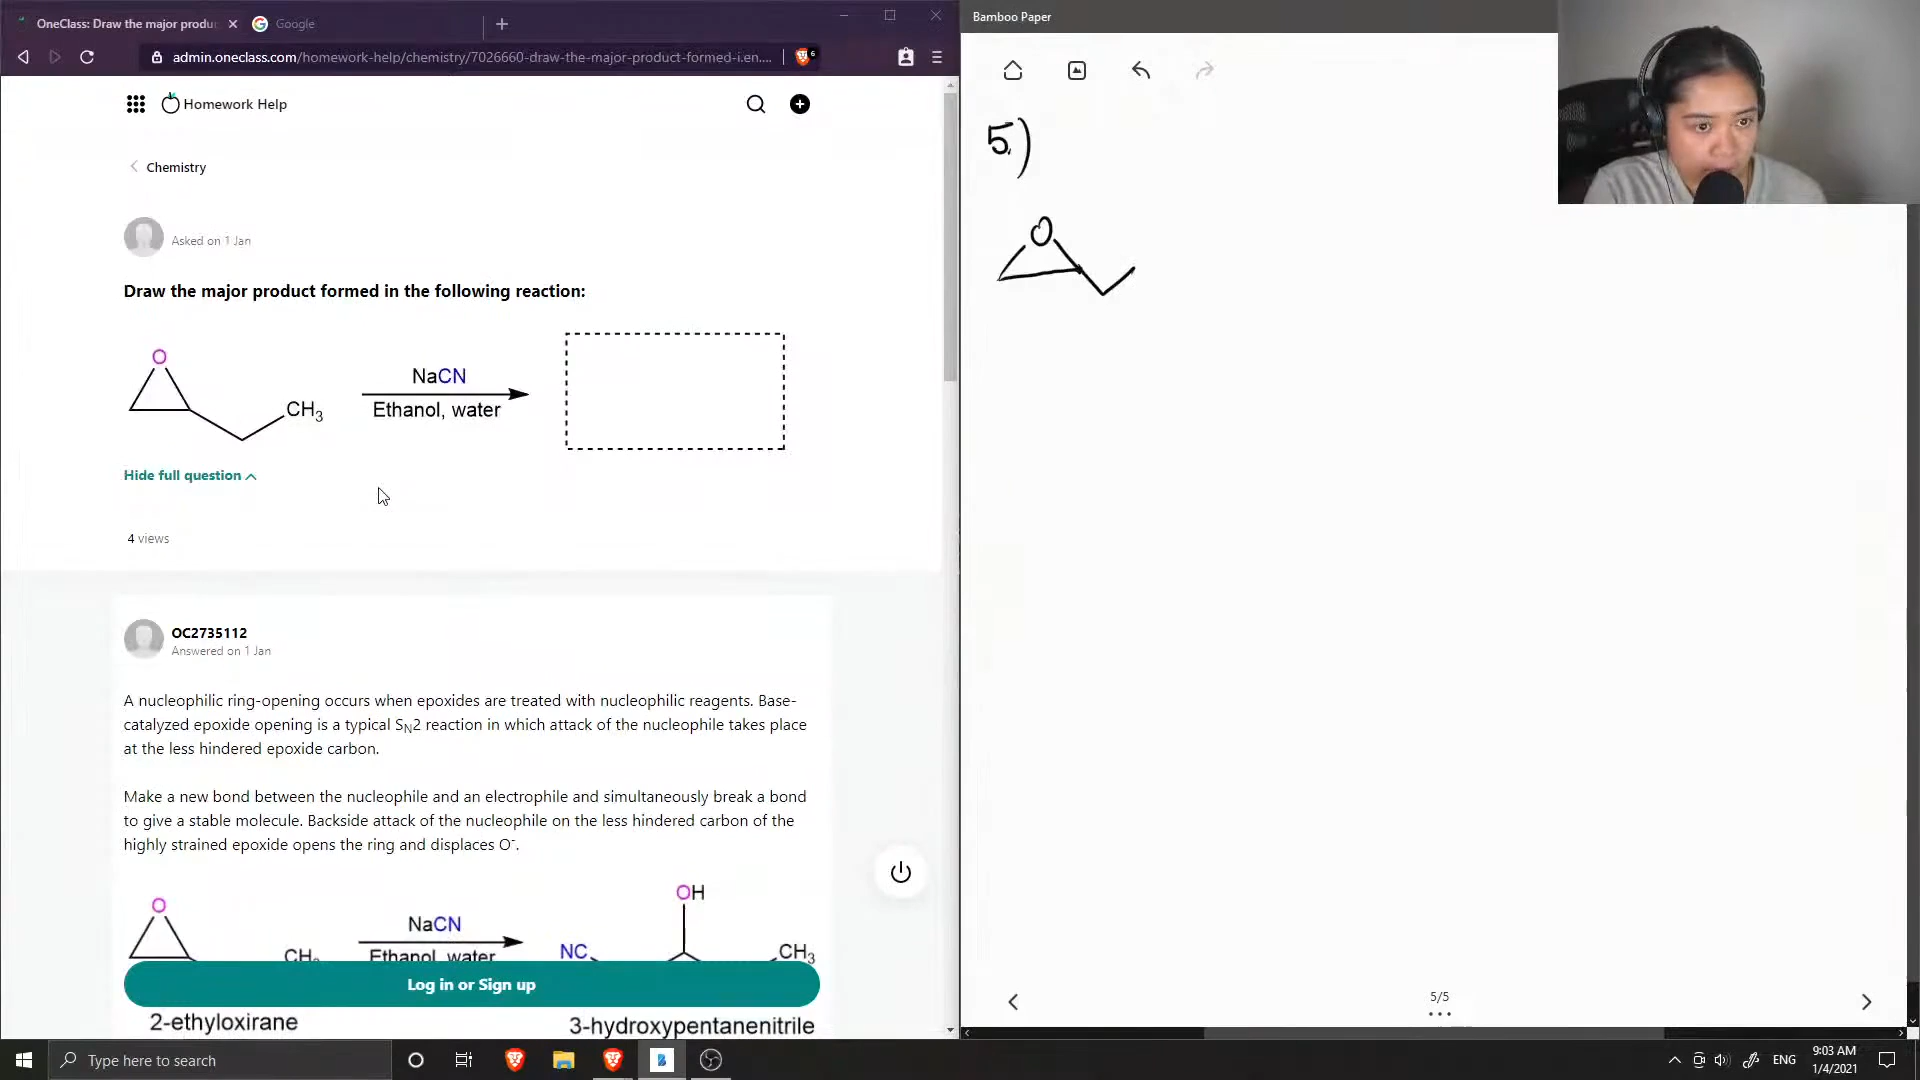 OneClass: Draw the major produ
Google
admin.oneclass.com/homework-help/chemistry/7026660-draw-the-major-product-formed-i.en....
6
Homework Help
Chemistry
Asked on 1 Jan
Draw the major product formed in the following reaction:
O
CH3
NaCN
Ethanol, water
Hide full question
4 views
OC2735112
Answered on 1 Jan
A nucleophilic ring-opening occurs when epoxides are treated with nucleophilic reagents. Base-
catalyzed epoxide opening is a typical SN2 reaction in which attack of the nucleophile takes place
at the less hindered epoxide carbon.
Make a new bond between the nucleophile and an electrophile and simultaneously break a bond
to give a stable molecule. Backside attack of the nucleophile on the less hindered carbon of the
highly strained epoxide opens the ring and displaces O-.
O
CH3
NaCN
Ethanol, water
OH
NC
CH3
Log in or Sign up
2-ethyloxirane
3-hydroxypentanenitrile
Bamboo Paper
5.)
O
5/5
Type here to search
B
ENG
9:03 AM
1/4/2021